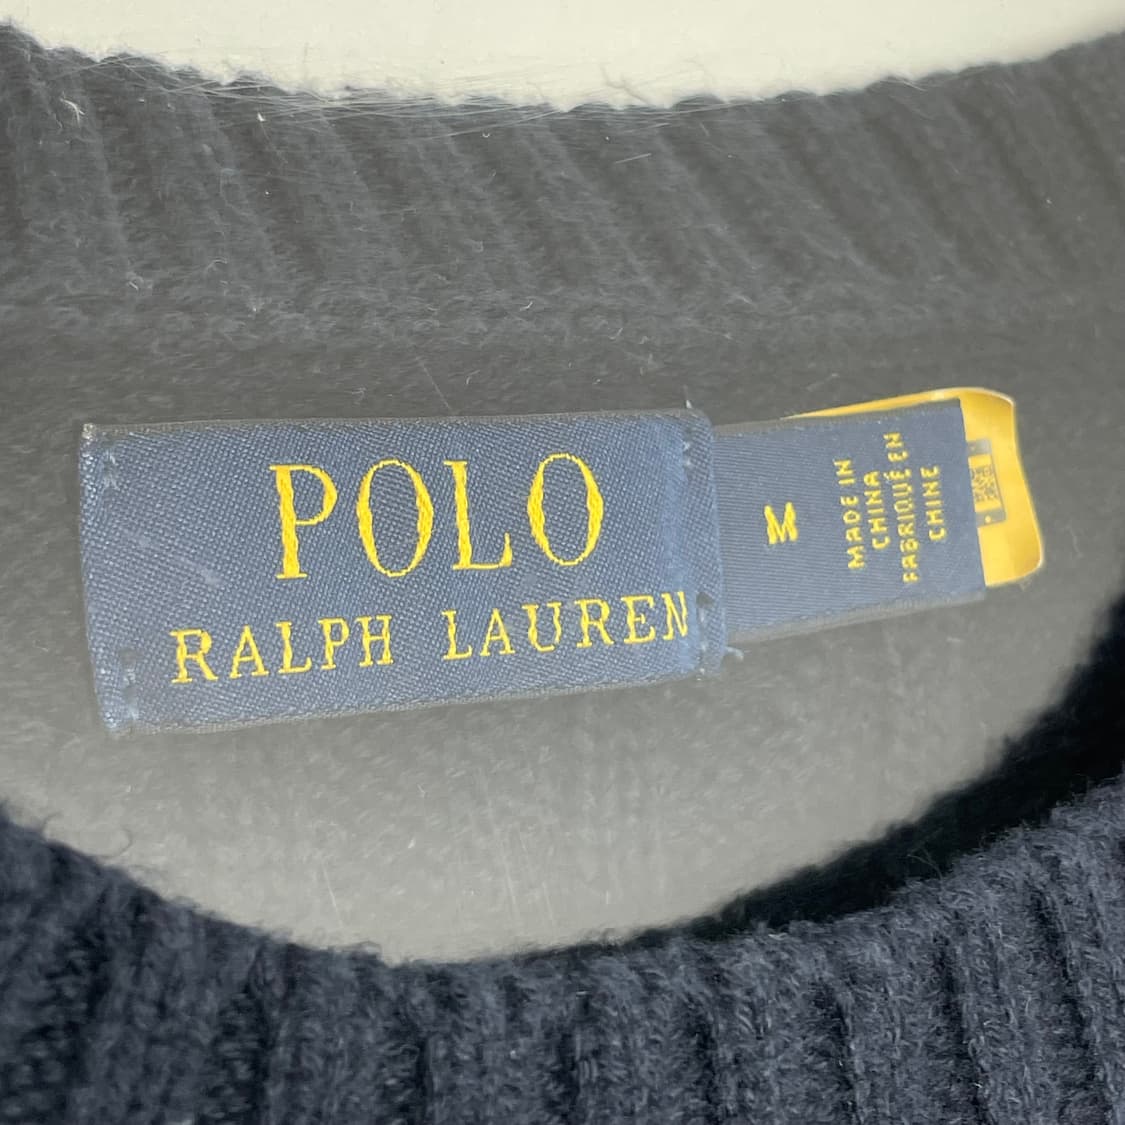 POLO
RALPH LAUREN
M
MADE IN
CHINA
FABRIQUÉ EN
CHINE